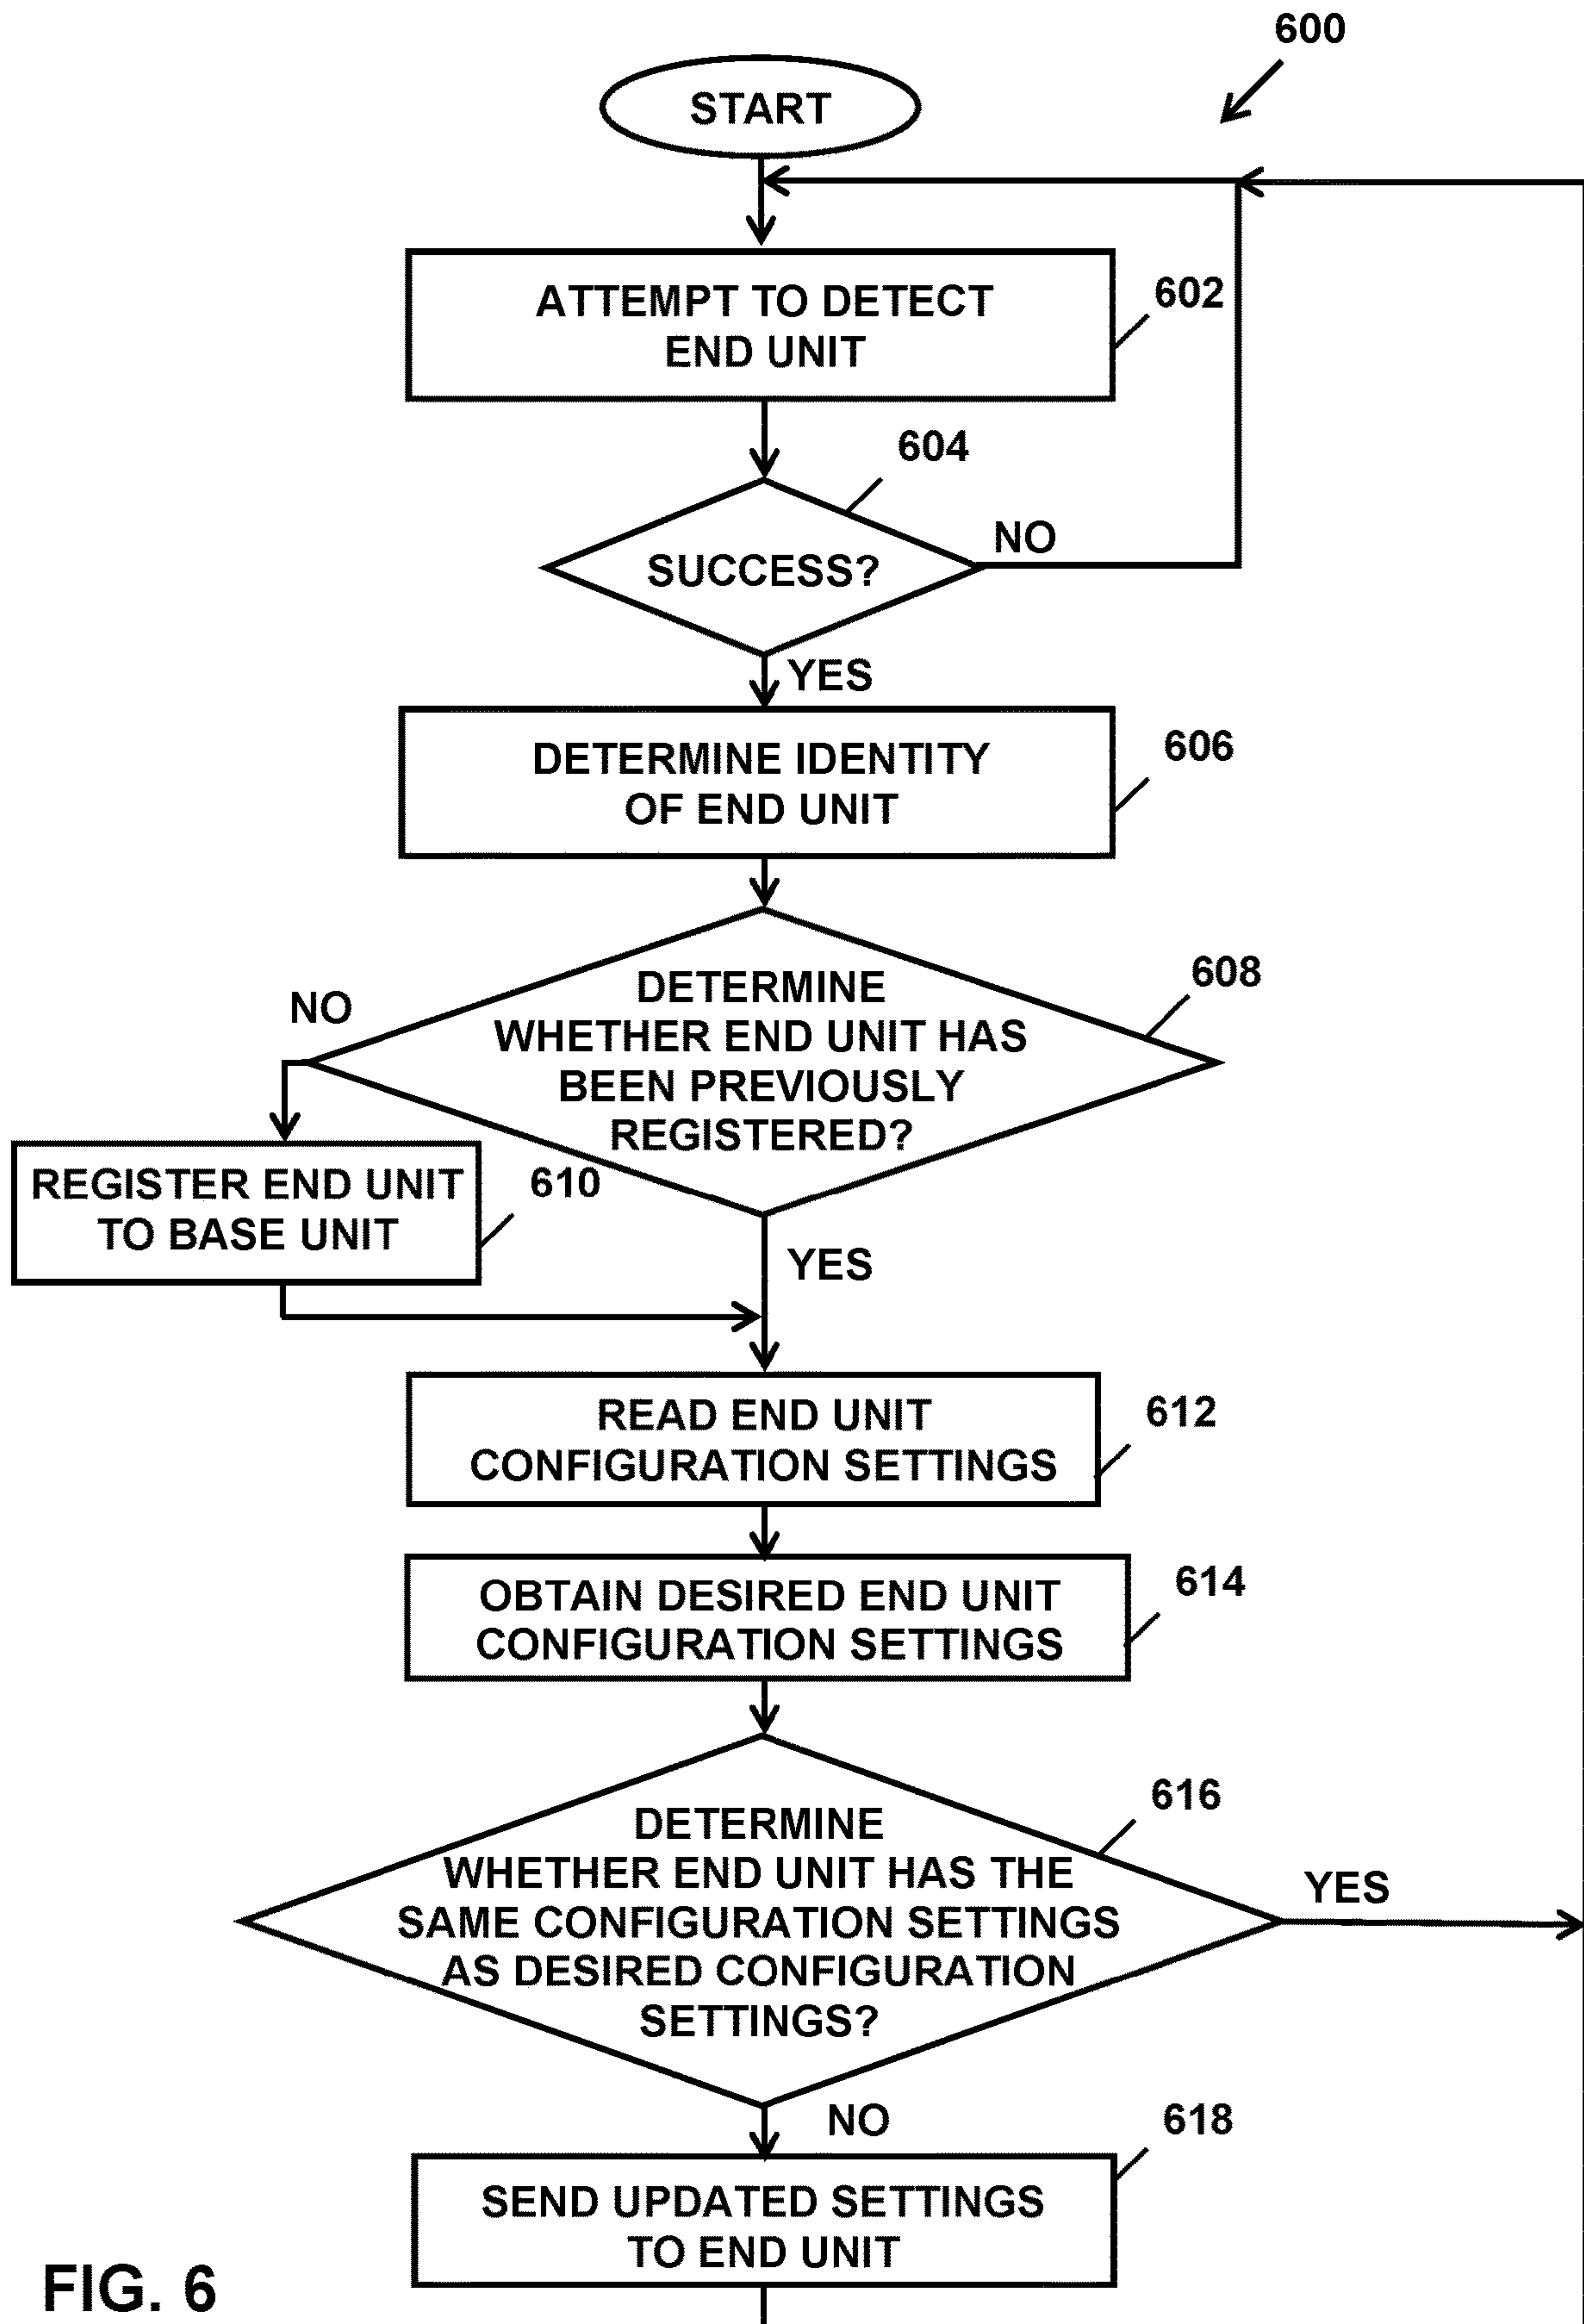 600
START
ATTEMPT TO DETECT
END UNIT
602
604
SUCCESS?
NO
YES
DETERMINE IDENTITY
OF END UNIT
606
DETERMINE
WHETHER END UNIT HAS
BEEN PREVIOUSLY
REGISTERED?
608
NO
REGISTER END UNIT
TO BASE UNIT
610
YES
READ END UNIT
CONFIGURATION SETTINGS
612
OBTAIN DESIRED END UNIT
CONFIGURATION SETTINGS
614
DETERMINE
WHETHER END UNIT HAS THE
SAME CONFIGURATION SETTINGS
AS DESIRED CONFIGURATION
SETTINGS?
616
YES
NO
618
SEND UPDATED SETTINGS
TO END UNIT
FIG. 6